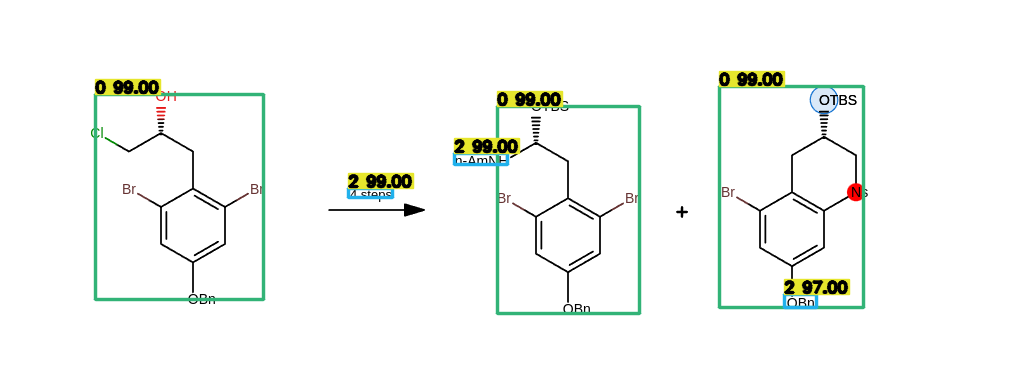 0 99.00
OH
Cl
Br
Br
OBn
2 99.00
4 steps
0 99.00
OTBS
2 99.00
n-AmNH
Br
Br
OBn
+
0 99.00
OTBS
Br
Ns
2 97.00
OBn